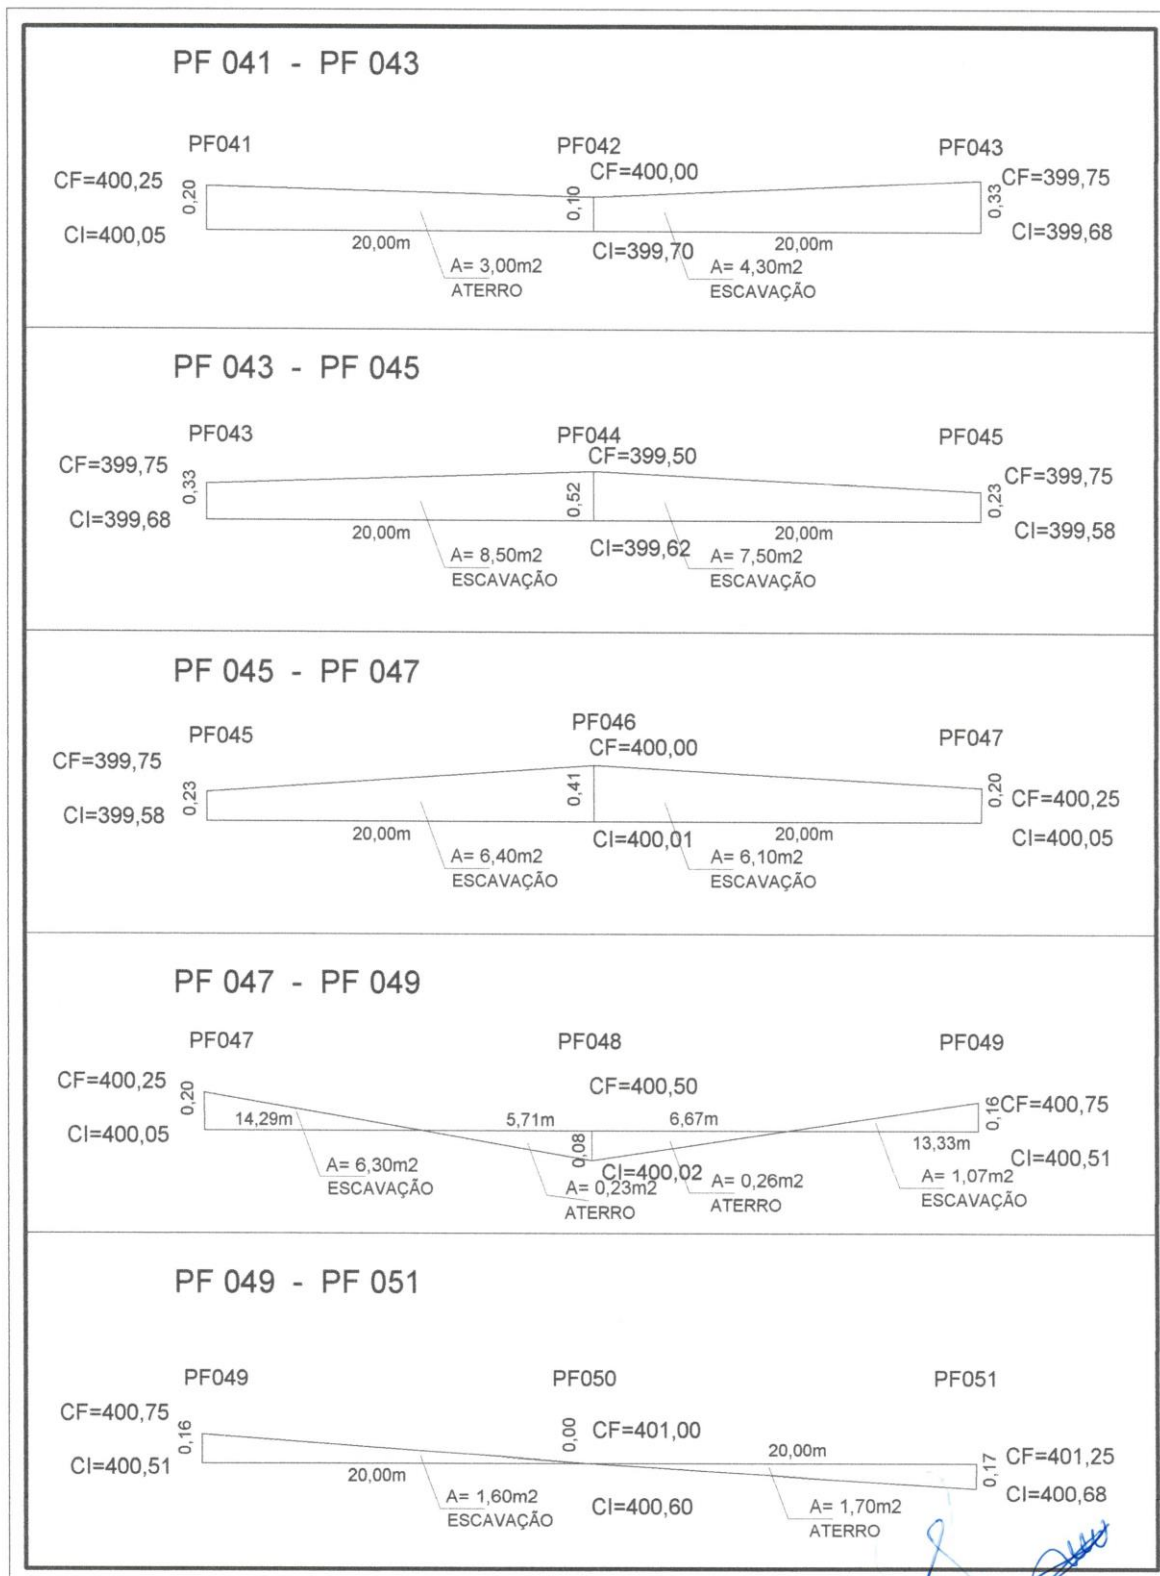 PF 041 - PF 043
PF041
PF042
PF043
CF=400,25
0,20
CI=400,05
CF=400,00
0,10
CI=399,70
CF=399,75
0,33
CI=399,68
20,00m
20,00m
A= 3,00m2
ATERRO
A= 4,30m2
ESCAVAÇÃO
PF 043 - PF 045
PF043
PF044
PF045
CF=399,75
0,33
CI=399,68
CF=399,50
0,52
CI=399,62
CF=399,75
0,23
CI=399,58
20,00m
20,00m
A= 8,50m2
ESCAVAÇÃO
A= 7,50m2
ESCAVAÇÃO
PF 045 - PF 047
PF045
PF046
PF047
CF=399,75
0,23
CI=399,58
CF=400,00
0,41
CI=400,01
0,20
CF=400,25
CI=400,05
20,00m
20,00m
A= 6,40m2
ESCAVAÇÃO
A= 6,10m2
ESCAVAÇÃO
PF 047 - PF 049
PF047
PF048
PF049
CF=400,25
0,20
CI=400,05
CF=400,50
0,08
CI=400,02
0,16
CF=400,75
CI=400,51
14,29m
5,71m
6,67m
13,33m
A= 6,30m2
ESCAVAÇÃO
A= 0,23m2
ATERRO
A= 0,26m2
ATERRO
A= 1,07m2
ESCAVAÇÃO
PF 049 - PF 051
PF049
PF050
PF051
CF=400,75
0,16
CI=400,51
0,00
CF=401,00
CI=400,60
0,17
CF=401,25
CI=400,68
20,00m
20,00m
A= 1,60m2
ESCAVAÇÃO
A= 1,70m2
ATERRO